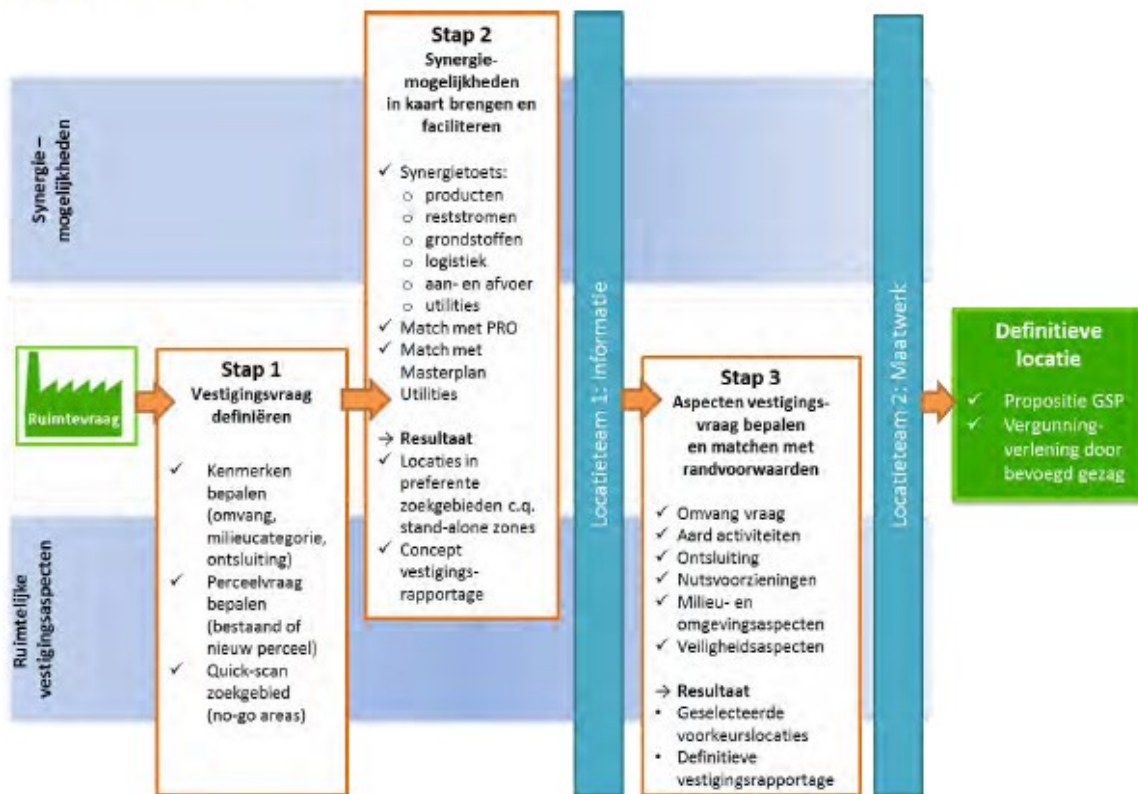 Synergie –
mogelijkheden
Ruimtelijke
vestigingsaspecten
Ruimtevraag
Stap 1
Vestigingsvraag
definiëren
✓ Kenmerken
bepalen
(omvang,
milieucategorie,
ontsluiting)
✓ Perceelvraag
bepalen
(bestaand of
nieuw perceel)
✓ Quick-scan
zoekgebied
(no-go areas)
Stap 2
Synergie-
mogelijkheden
in kaart brengen en
faciliteren
✓ Synergietoets:
o producten
o reststromen
o grondstoffen
o logistiek
o aan- en afvoer
o utilities
✓ Match met PRO
✓ Match met
Masterplan
Utilities
→ Resultaat
✓ Locaties in
preferente
zoekgebieden c.q.
stand-alone zones
✓ Concept
vestigings-
rapportage
Locatieteam 1: Informatie
Stap 3
Aspecten vestigings-
vraag bepalen
en matchen met
randvoorwaarden
✓ Omvang vraag
✓ Aard activiteiten
✓ Ontsluiting
✓ Nutsvoorzieningen
✓ Milieu- en
omgevingsaspecten
✓ Veiligheidsaspecten
→ Resultaat
• Geselecteerde
voorkeurslocaties
• Definitieve
vestigingsrapportage
Locatieteam 2: Maatwerk
Definitieve
locatie
✓ Propositie GSP
✓ Vergunning-
verlening door
bevoegd gezag